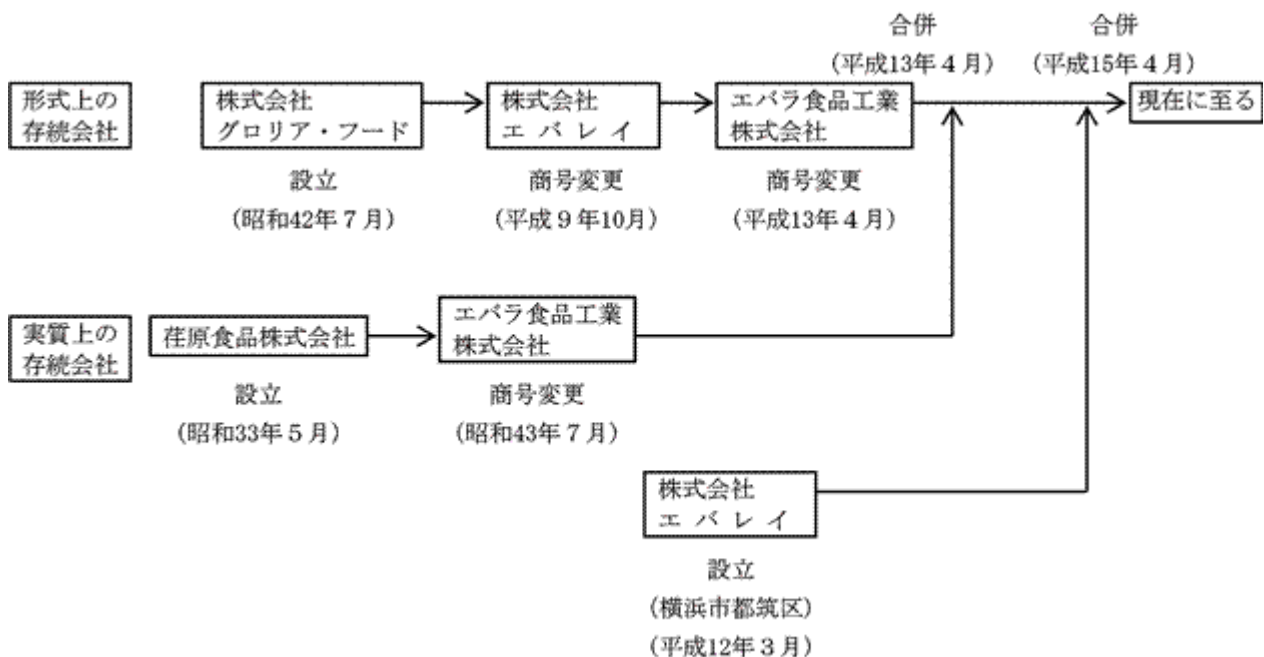 合併
(平成13年4月)
合併
(平成15年4月)
形式上の
存続会社
株式会社
グロリア・フード
株式会社
エバレイ
エバラ食品工業
株式会社
現在に至る
設立
(昭和42年7月)
商号変更
(平成9年10月)
商号変更
(平成13年4月)
実質上の
存続会社
荏原食品株式会社
エバラ食品工業
株式会社
設立
(昭和33年5月)
商号変更
(昭和43年7月)
株式会社
エバレイ
設立
(横浜市都筑区)
(平成12年3月)